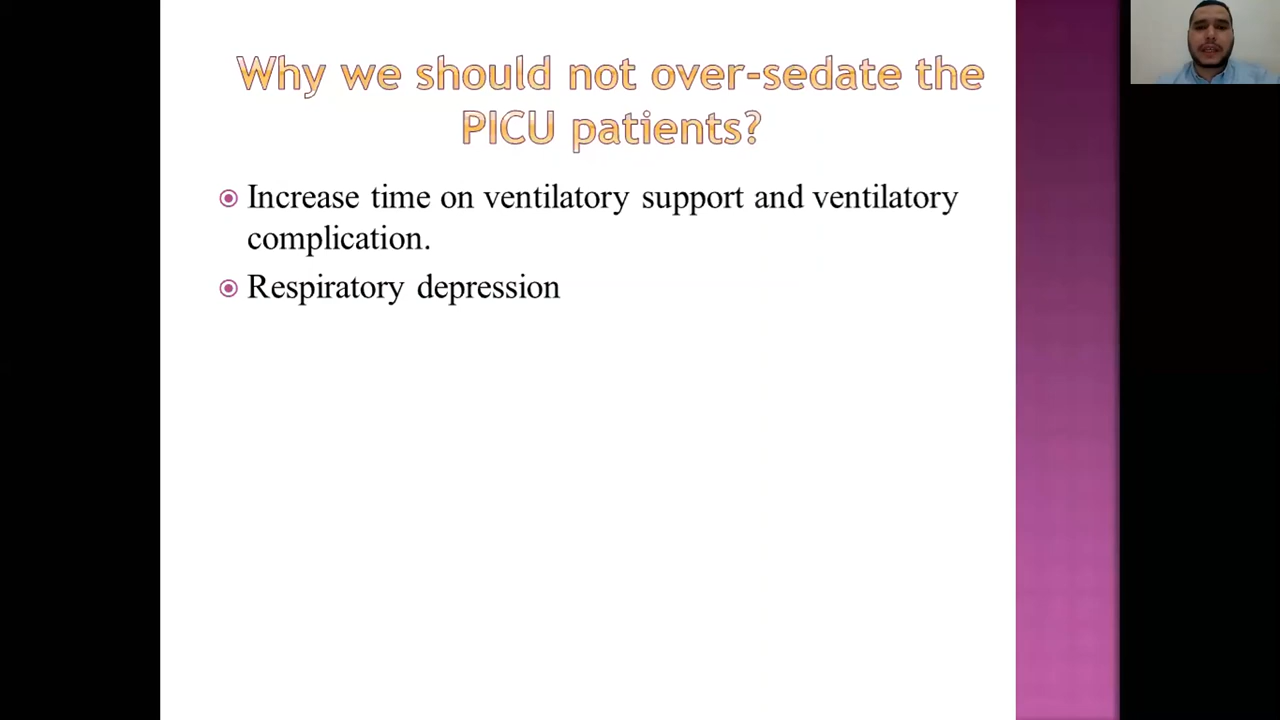 Why we should not over-sedate the
PICU patients?
Increase time on ventilatory support and ventilatory
complication.
Respiratory depression